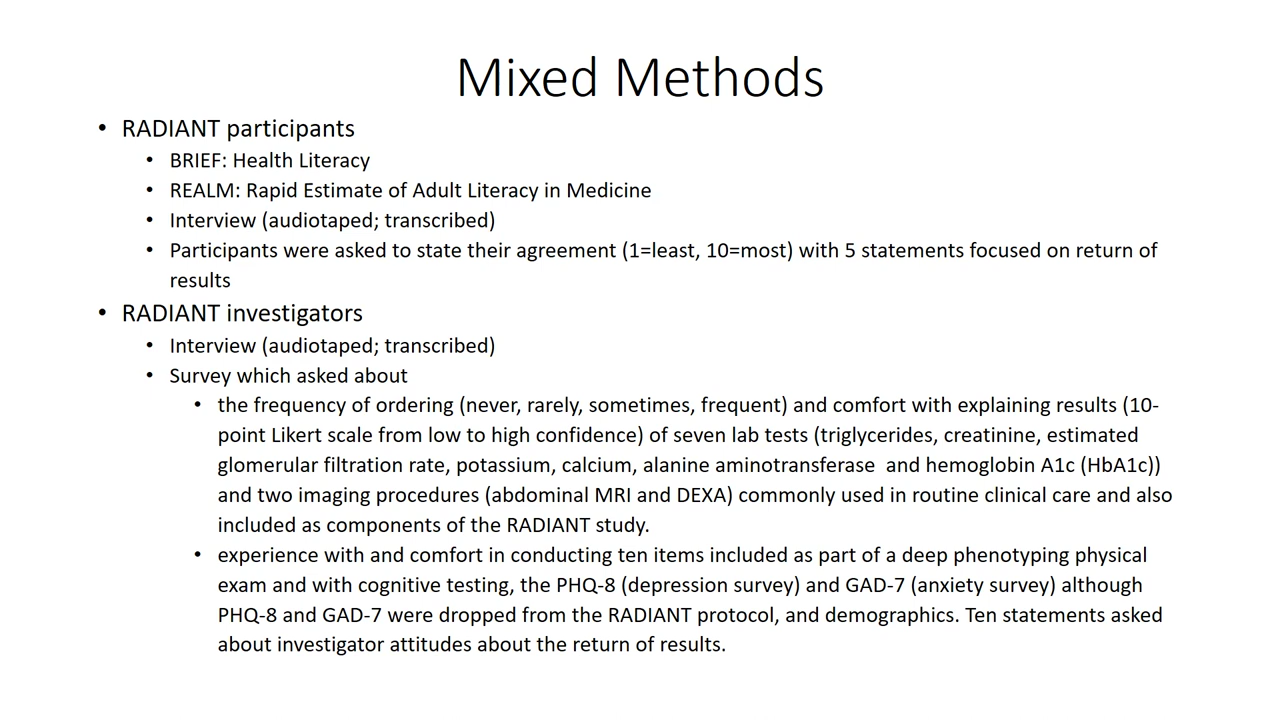 Mixed Methods
• RADIANT participants
• BRIEF: Health Literacy
• REALM: Rapid Estimate of Adult Literacy in Medicine
• Interview (audiotaped; transcribed)
• Participants were asked to state their agreement (1=least, 10=most) with 5 statements focused on return of
results
• RADIANT investigators
• Interview (audiotaped; transcribed)
• Survey which asked about
• the frequency of ordering (never, rarely, sometimes, frequent) and comfort with explaining results (10-
point Likert scale from low to high confidence) of seven lab tests (triglycerides, creatinine, estimated
glomerular filtration rate, potassium, calcium, alanine aminotransferase  and hemoglobin A1c (HbA1c))
and two imaging procedures (abdominal MRI and DEXA) commonly used in routine clinical care and also
included as components of the RADIANT study.
• experience with and comfort in conducting ten items included as part of a deep phenotyping physical
exam and with cognitive testing, the PHQ-8 (depression survey) and GAD-7 (anxiety survey) although
PHQ-8 and GAD-7 were dropped from the RADIANT protocol, and demographics. Ten statements asked
about investigator attitudes about the return of results.